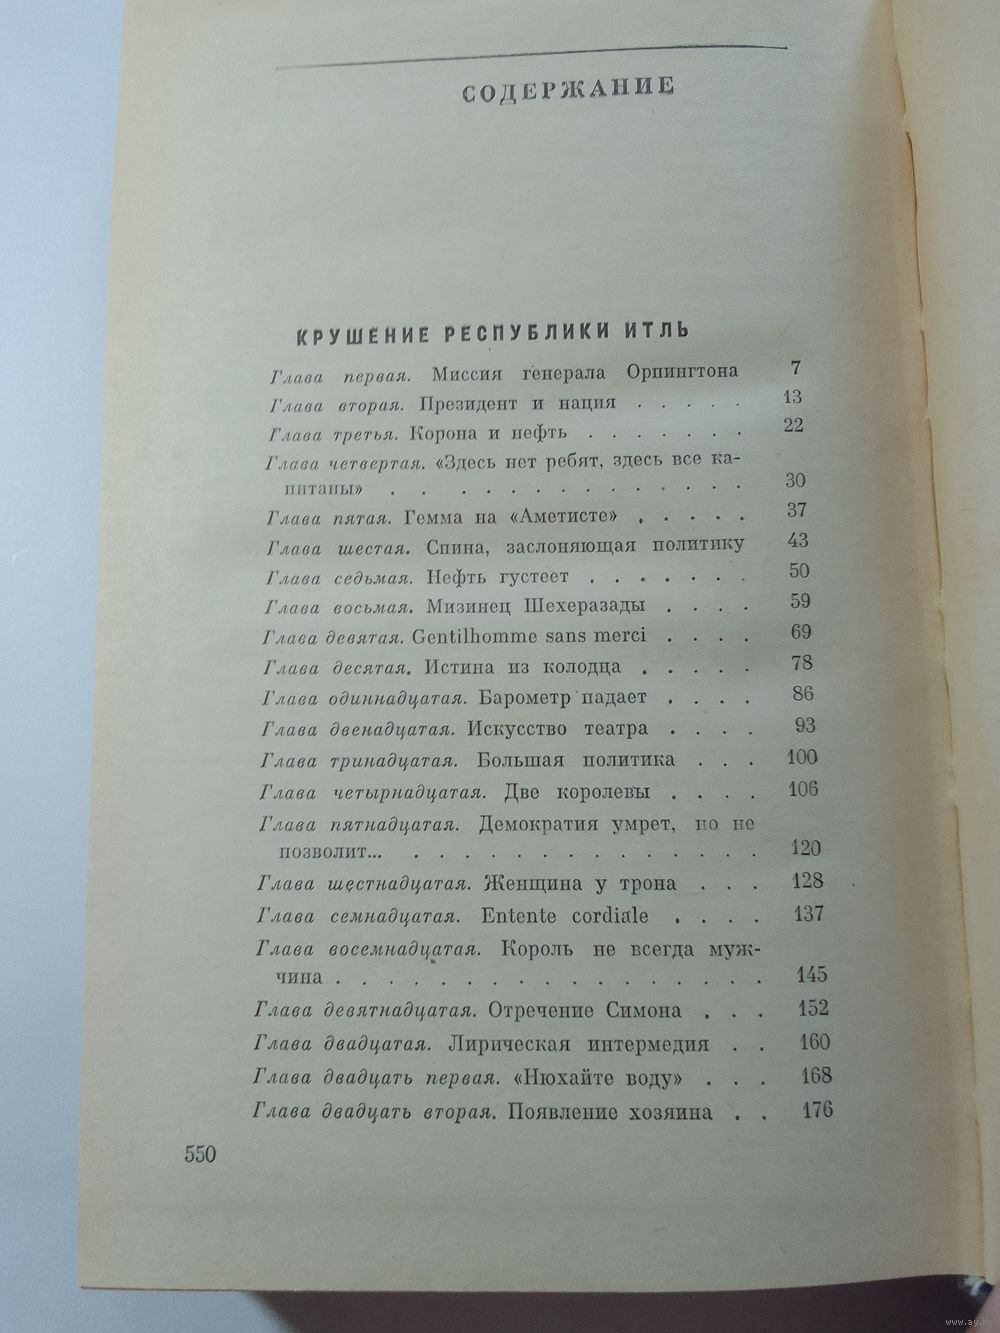 СОДЕРЖАНИЕ
КРУШЕНИЕ РЕСПУБЛИКИ ИТЛЬ
Глава первая. Миссия генерала Орпингтона 7
Глава вторая. Президент и нация . . . . . 13
Глава третья. Корона и нефть . . . . . . . 22
Глава четвертая. «Здесь нет ребят, здесь все ка-
питаны» . . . . . . . . . . . . . 30
Глава пятая. Гемма на «Аметисте» . . . . . 37
Глава шестая. Спина, заслоняющая политику 43
Глава седьмая. Нефть густеет . . . . . . . 50
Глава восьмая. Мизинец Шехеразады . . . . 59
Глава девятая. Gentilhomme sans merci . . . . 69
Глава десятая. Истина из колодца . . . . . 78
Глава одиннадцатая. Барометр падает . . . . 86
Глава двенадцатая. Искусство театра . . . . 93
Глава тринадцатая. Большая политика . . . 100
Глава четырнадцатая. Две королевы . . . . 106
Глава пятнадцатая. Демократия умрет, но не
позволит... . . . . . . . . . . . . . . 120
Глава шестнадцатая. Женщина у трона . . . 128
Глава семнадцатая. Entente cordiale . . . . 137
Глава восемнадцатая. Король не всегда муж-
чина . . . . . . . . . . . . . . . . . 145
Глава девятнадцатая. Отречение Симона . . . 152
Глава двадцатая. Лирическая интермедия . . 160
Глава двадцать первая. «Нюхайте воду» . . . 168
Глава двадцать вторая. Появление хозяина . . 176
550
www.ay.by